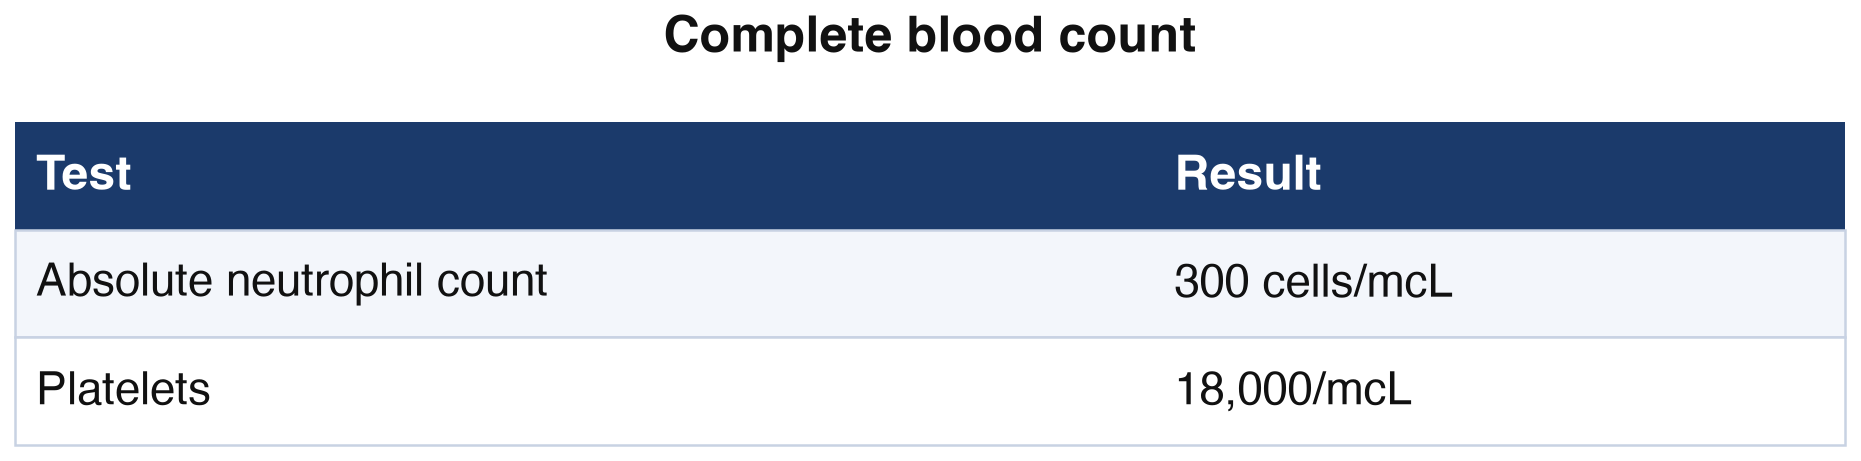 Complete blood count
Test Result
Absolute neutrophil count 300 cells/mcL
Platelets 18,000/mcL